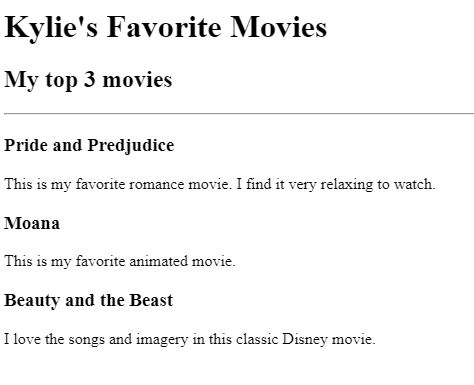 Kylie's Favorite Movies
My top 3 movies
Pride and Predjudice
This is my favorite romance movie. I find it very relaxing to watch.
Moana
This is my favorite animated movie.
Beauty and the Beast
I love the songs and imagery in this classic Disney movie.